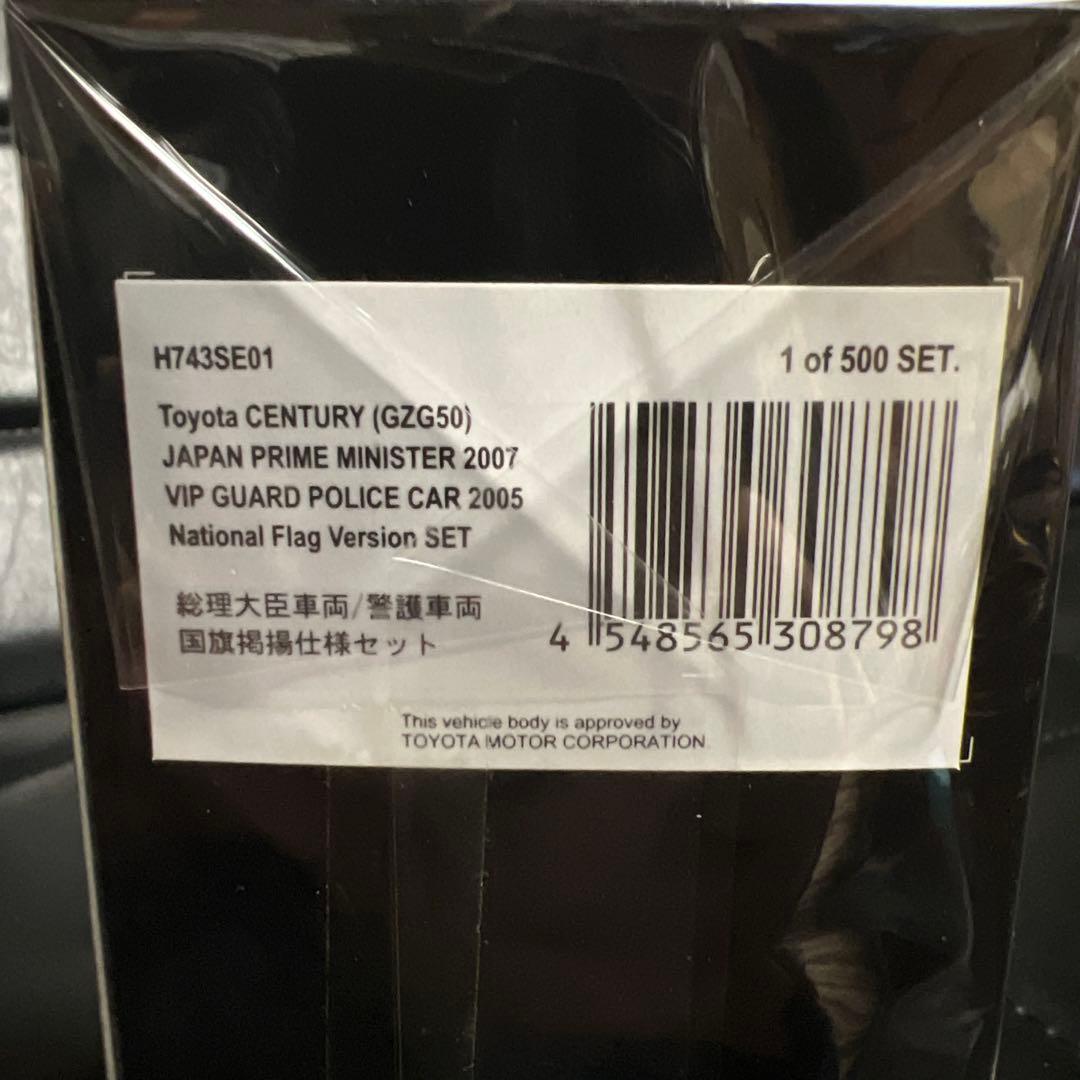 H743SE01
1 of 500 SET.
Toyota CENTURY (GZG50)
JAPAN PRIME MINISTER 2007
VIP GUARD POLICE CAR 2005
National Flag Version SET
総理大臣車両/警護車両
国旗掲揚仕様セット
4 548565 308798
This vehicle body is approved by
TOYOTA MOTOR CORPORATION